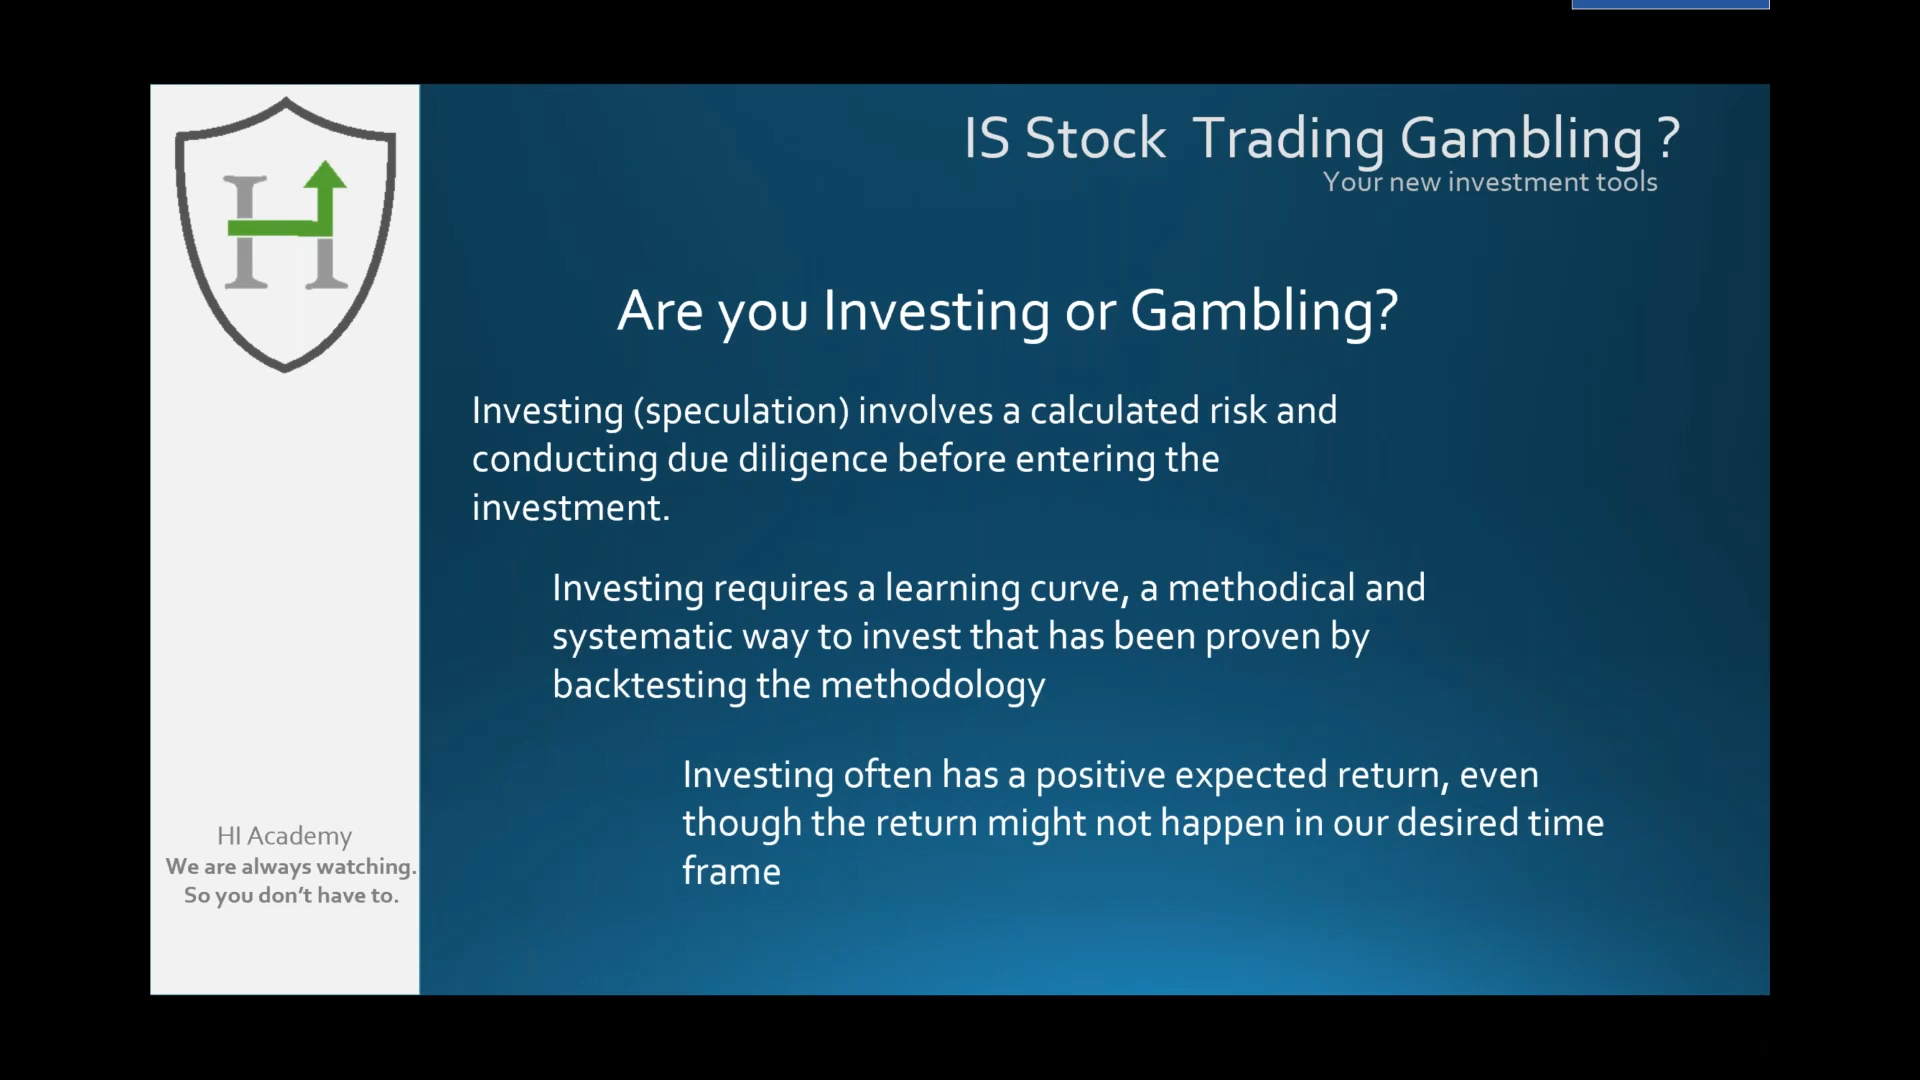 IS Stock  Trading Gambling ?
Your new investment tools
Are you Investing or Gambling?
Investing (speculation) involves a calculated risk and
conducting due diligence before entering the
investment.
Investing requires a learning curve, a methodical and
systematic way to invest that has been proven by
backtesting the methodology
Investing often has a positive expected return, even
though the return might not happen in our desired time
frame
H
HI Academy
We are always watching.
So you don’t have to.